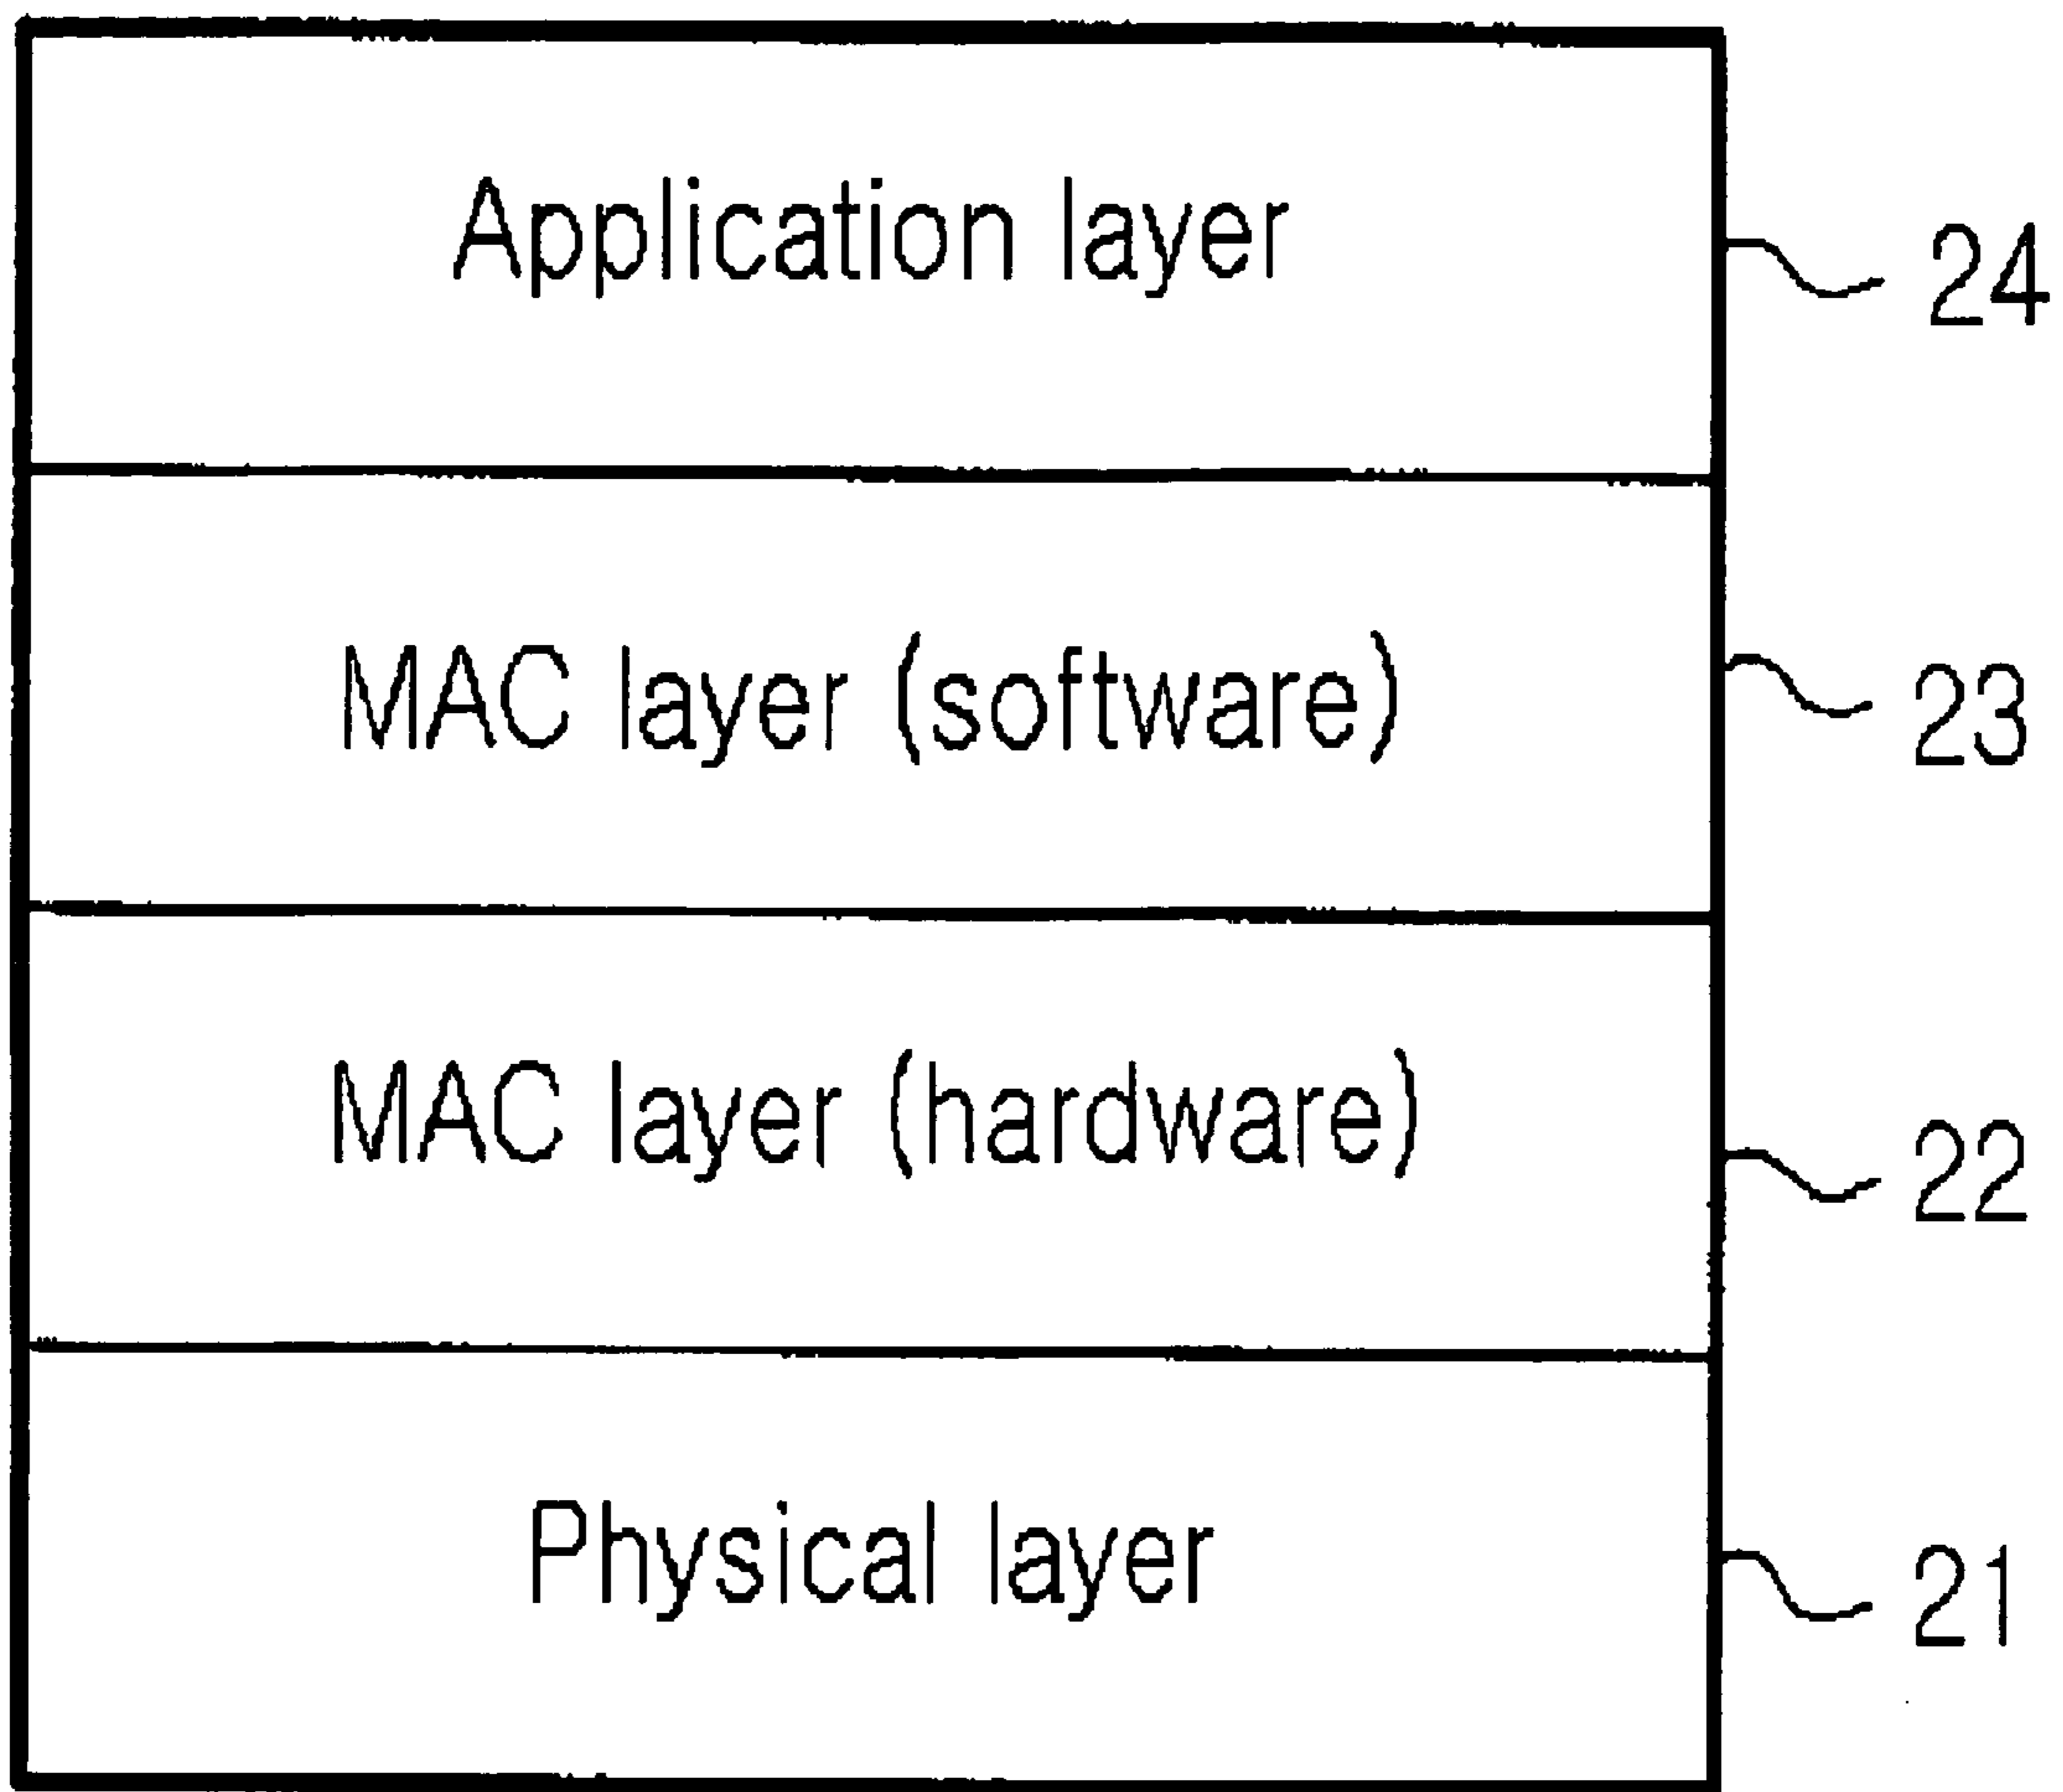 Application layer
24
MAC layer (software)
23
MAC layer (hardware)
22
Physical layer
21